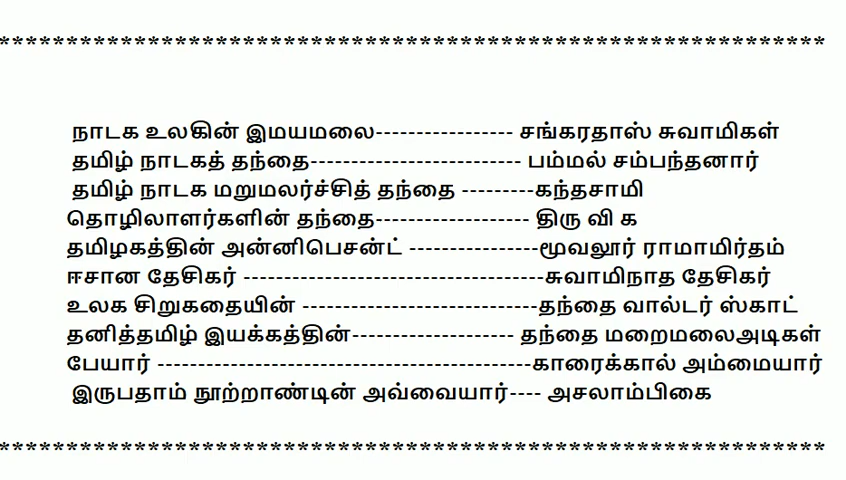 **************************************************************
நாடக உலகின் இமயமலை----------------- சங்கரதாஸ் சுவாமிகள்
தமிழ் நாடகத் தந்தை-------------------------- பம்மல் சம்பந்தனார்
தமிழ் நாடக மறுமலர்ச்சித் தந்தை ---------கந்தசாமி
தொழிலாளர்களின் தந்தை------------------- திரு வி க
தமிழகத்தின் அன்னிபெசன்ட் ----------------மூவலூர் ராமாமிர்தம்
ஈசான தேசிகர் -------------------------------------சுவாமிநாத தேசிகர்
உலக சிறுகதையின் -----------------------------தந்தை வால்டர் ஸ்காட்
தனித்தமிழ் இயக்கத்தின்-------------------- தந்தை மறைமலைஅடிகள்
பேயார் ----------------------------------------------காரைக்கால் அம்மையார்
இருபதாம் நூற்றாண்டின் அவ்வையார்---- அசலாம்பிகை
**************************************************************